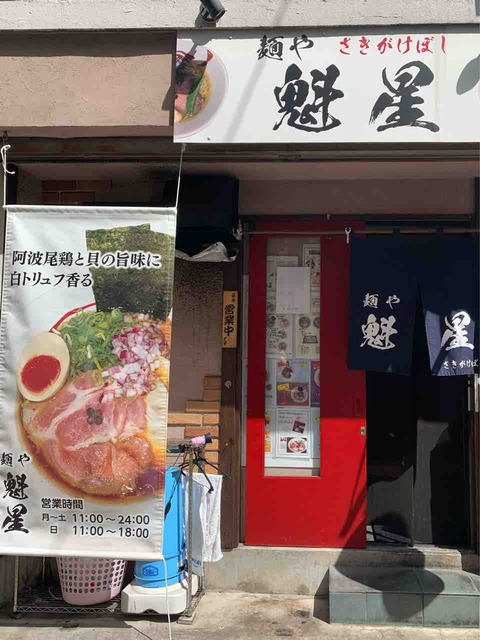 麺や さきがけぼし
魁星
阿波尾鶏と貝の旨味に
白トリュフ香る
営業中
麺や
魁星
さきがけぼし
麺や
魁星
営業時間
月〜土 11:00〜24:00
日 11:00〜18:00